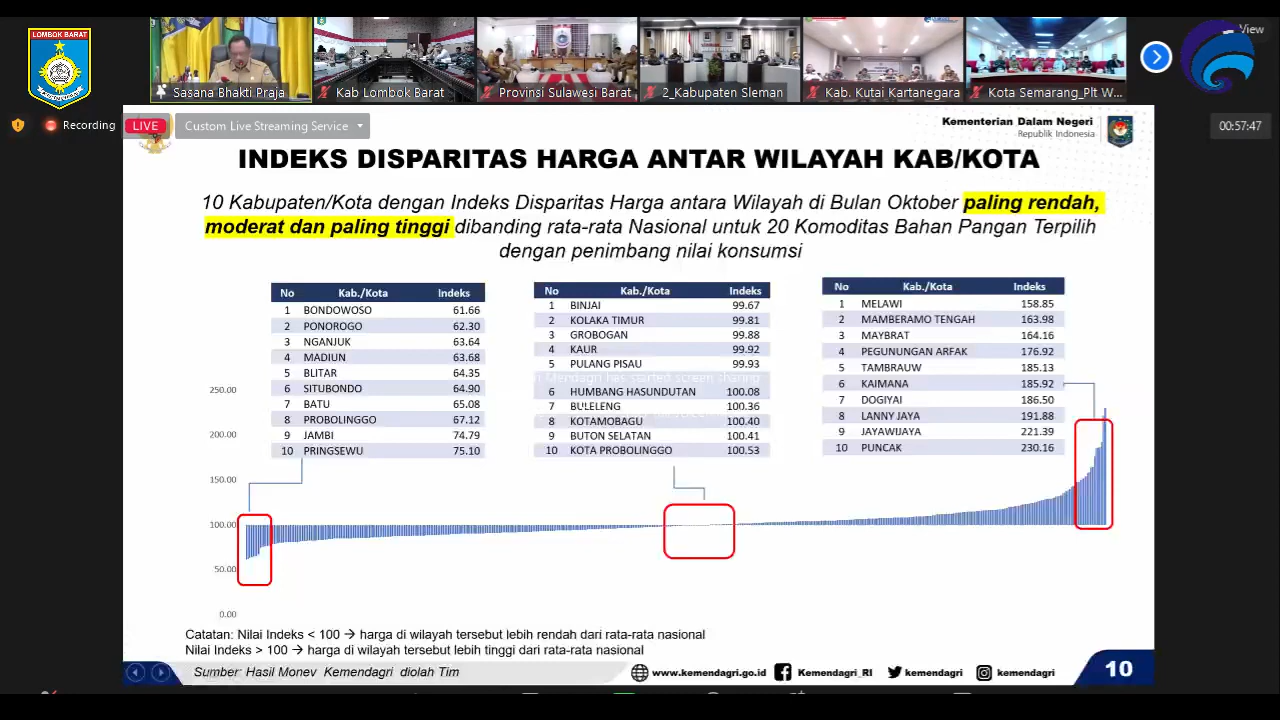 LOMBOK BARAT
Sasana Bhakti Praja
Kab Lombok Barat
Provinsi Sulawesi Barat
2_Kabupaten Sleman
Kab. Kutai Kartanegara
Kota Semarang_Plt W...
View
Recording
LIVE
Custom Live Streaming Service
00:57:47
Kementerian Dalam Negeri
Republik Indonesia
INDEKS DISPARITAS HARGA ANTAR WILAYAH KAB/KOTA
10 Kabupaten/Kota dengan Indeks Disparitas Harga antara Wilayah di Bulan Oktober paling rendah,
moderat dan paling tinggi dibanding rata-rata Nasional untuk 20 Komoditas Bahan Pangan Terpilih
dengan penimbang nilai konsumsi
No Kab./Kota Indeks
1 BONDOWOSO 61.66
2 PONOROGO 62.30
3 NGANJUK 63.64
4 MADIUN 63.68
5 BLITAR 64.35
6 SITUBONDO 64.90
7 BATU 65.08
8 PROBOLINGGO 67.12
9 JAMBI 74.79
10 PRINGSEWU 75.10
No Kab./Kota Indeks
1 BINJAI 99.67
2 KOLAKA TIMUR 99.81
3 GROBOGAN 99.88
4 KAUR 99.92
5 PULANG PISAU 99.93
6 HUMBANG HASUNDUTAN 100.08
7 BULELENG 100.36
8 KOTAMOBAGU 100.40
9 BUTON SELATAN 100.41
10 KOTA PROBOLINGGO 100.53
No Kab./Kota Indeks
1 MELAWI 158.85
2 MAMBERAMO TENGAH 163.98
3 MAYBRAT 164.16
4 PEGUNUNGAN ARFAK 176.92
5 TAMBRAUW 185.13
6 KAIMANA 185.92
7 DOGIYAI 186.50
8 LANNY JAYA 191.88
9 JAYAWIJAYA 221.39
10 PUNCAK 230.16
has started screen sharing
250.00
200.00
150.00
100.00
50.00
0.00
Catatan: Nilai Indeks < 100 → harga di wilayah tersebut lebih rendah dari rata-rata nasional
Nilai Indeks > 100 → harga di wilayah tersebut lebih tinggi dari rata-rata nasional
Sumber: Hasil Monev Kemendagri diolah Tim
www.kemendagri.go.id
Kemendagri_RI
kemendagri
kemendagri
10